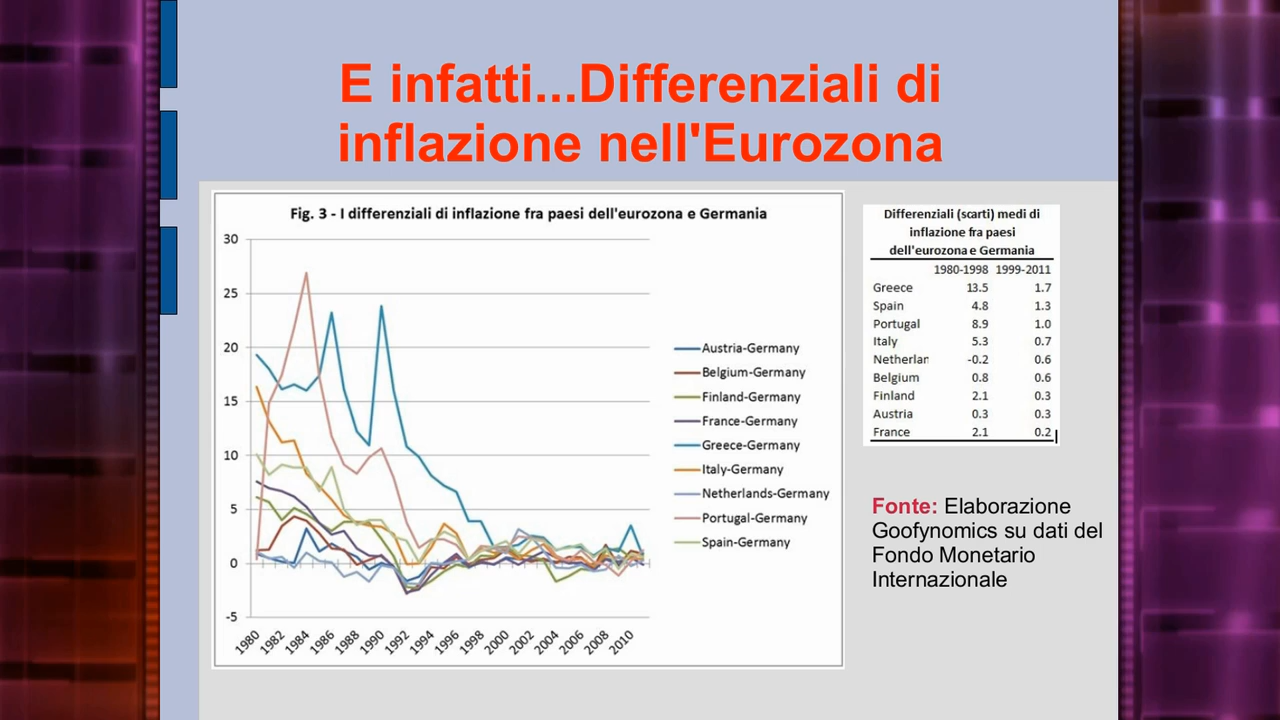 E infatti...Differenziali di
inflazione nell'Eurozona
Fig. 3 - I differenziali di inflazione fra paesi dell'eurozona e Germania
30
25
20
15
10
5
0
-5
1980 1982 1984 1986 1988 1990 1992 1994 1996 1998 2000 2002 2004 2006 2008 2010
Austria-Germany
Belgium-Germany
Finland-Germany
France-Germany
Greece-Germany
Italy-Germany
Netherlands-Germany
Portugal-Germany
Spain-Germany
Differenziali (scarti) medi di
inflazione fra paesi
dell'eurozona e Germania
1980-1998 1999-2011
Greece 13.5 1.7
Spain 4.8 1.3
Portugal 8.9 1.0
Italy 5.3 0.7
Netherlan -0.2 0.6
Belgium 0.8 0.6
Finland 2.1 0.3
Austria 0.3 0.3
France 2.1 0.2
Fonte: Elaborazione
Goofynomics su dati del
Fondo Monetario
Internazionale